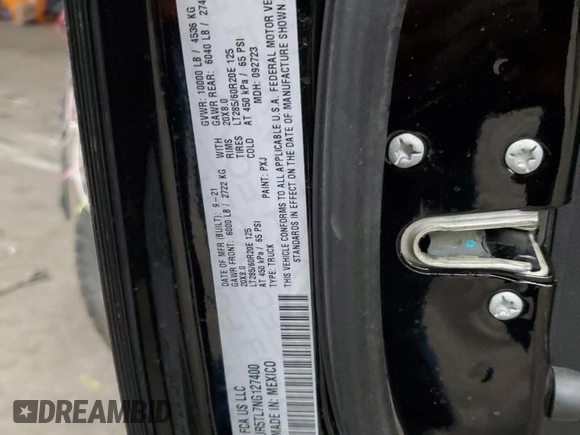 FCA US LLC
DATE OF MFR (BUILT): 9-21
GVWR: 10000 LB / 4536 KG
GAWR FRONT: 6000 LB / 2722 KG WITH
GAWR REAR: 6040 LB / 274
20X8.0 RIMS
20X8.0
LT285/60R20E 125 TIRES
LT285/60R20E 125
AT 450 kPa / 65 PSI COLD
AT 450 kPa / 65 PSI
MDH: 092723
PAINT: PXJ
TYPE: TRUCK
THIS VEHICLE CONFORMS TO ALL APPLICABLE U.S.A. FEDERAL MOTOR VE
STANDARDS IN EFFECT ON THE DATE OF MANUFACTURE SHOWN
UR5TL7NG127400
MADE IN: MEXICO
© AUTOBIDCAR
© AUTOBIDCAR